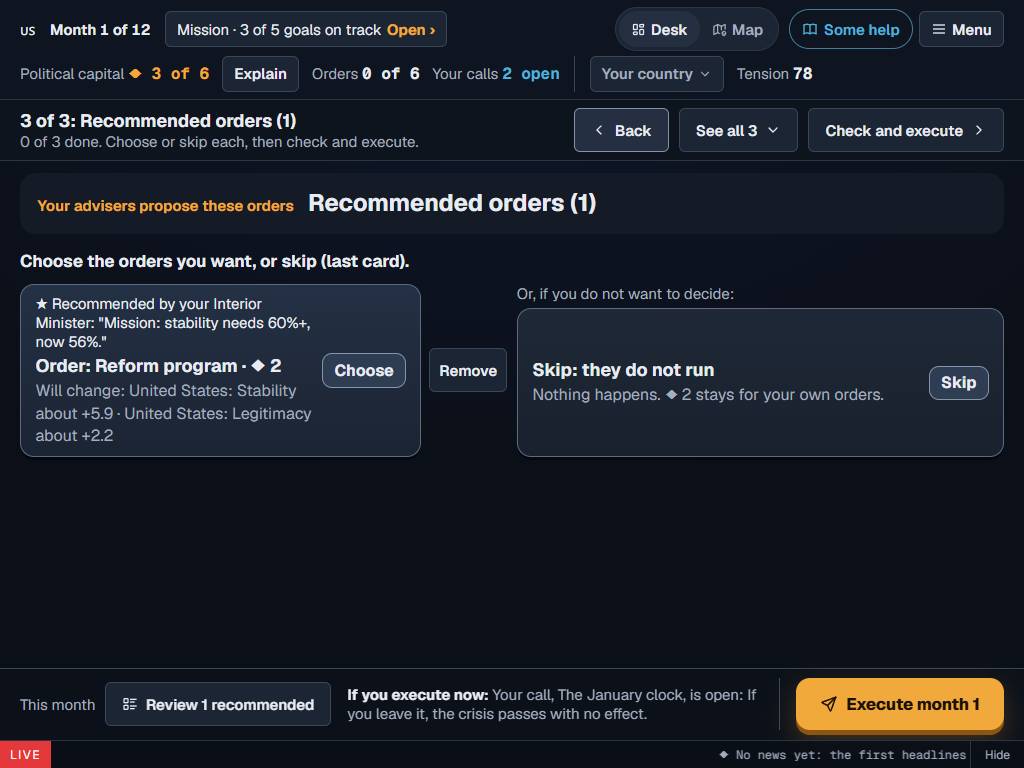 US Month 1 of 12 Mission · 3 of 5 goals on track Open › Desk Map Some help Menu
Political capital ◆ 3 of 6 Explain Orders 0 of 6 Your calls 2 open Your country Tension 78
3 of 3: Recommended orders (1)
0 of 3 done. Choose or skip each, then check and execute.
Back See all 3 Check and execute
Your advisers propose these orders Recommended orders (1)
Choose the orders you want, or skip (last card).
★ Recommended by your Interior
Minister: "Mission: stability needs 60%+,
now 56%."
Order: Reform program · ◆ 2
Will change: United States: Stability
about +5.9 · United States: Legitimacy
about +2.2
Choose
Remove
Or, if you do not want to decide:
Skip: they do not run
Nothing happens. ◆ 2 stays for your own orders.
Skip
This month Review 1 recommended
If you execute now: Your call, The January clock, is open: If
you leave it, the crisis passes with no effect.
Execute month 1
LIVE ◆ No news yet: the first headlines Hide